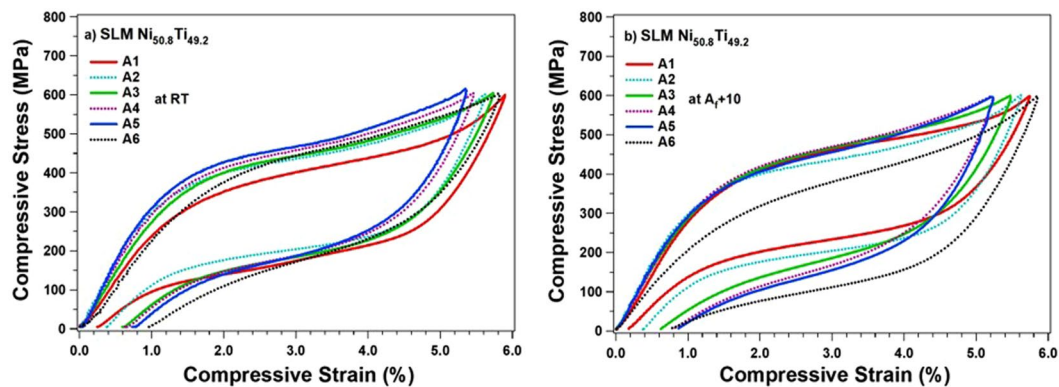 800
a) SLM Ni50.8Ti49.2
700
A1
A2
600
A3
at RT
A4
500
A5
A6
400
300
200
100
0
0.0 1.0 2.0 3.0 4.0 5.0 6.0
Compressive Strain (%)
Compressive Stress (MPa)
800
b) SLM Ni50.8Ti49.2
700
A1
A2
600
A3
at Af+10
A4
500
A5
A6
400
300
200
100
0
0.0 1.0 2.0 3.0 4.0 5.0 6.0
Compressive Strain (%)
Compressive Stress (MPa)